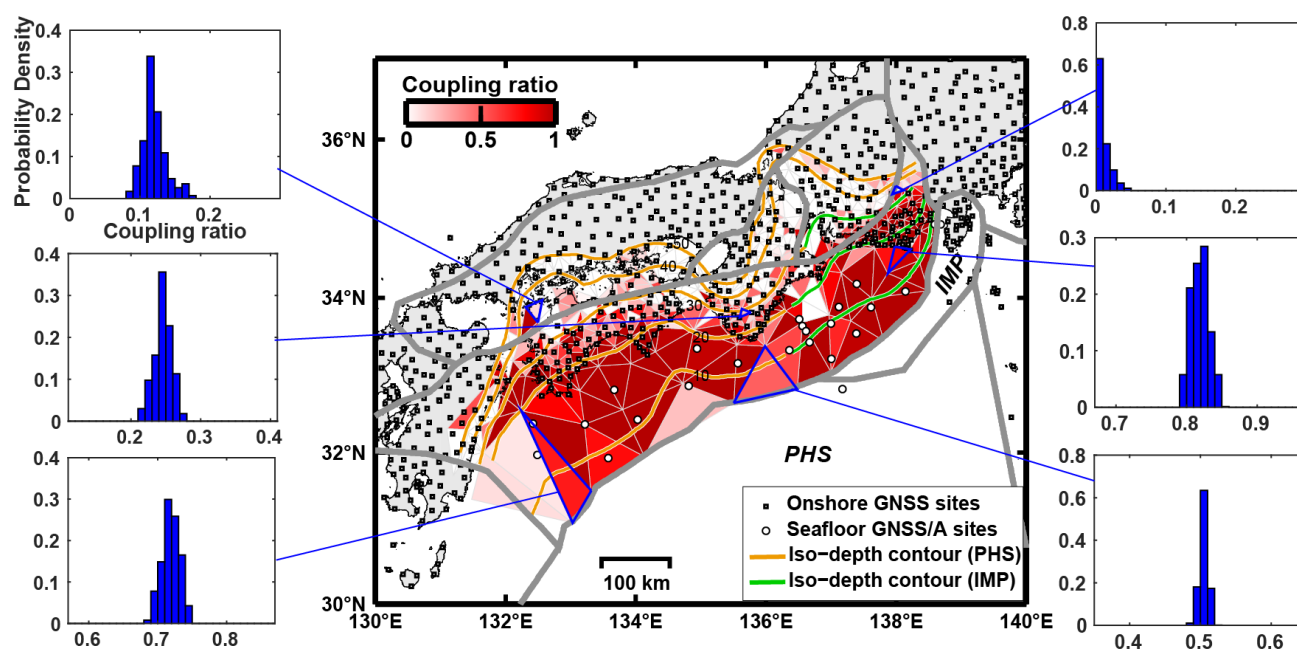 0.4
0.3
0.2
0.1
0
0 0.1 0.2
Probability Density
Coupling ratio
0.4
0.3
0.2
0.1
0
0.2 0.3 0.4
0.4
0.3
0.2
0.1
0
0.6 0.7 0.8
Coupling ratio
0 0.5 1
36°N
34°N
32°N
30°N
130°E 132°E 134°E 136°E 138°E 140°E
50
40
30
20
10
IMP
PHS
Onshore GNSS sites
Seafloor GNSS/A sites
Iso−depth contour (PHS)
Iso−depth contour (IMP)
100 km
0.8
0.6
0.4
0.2
0
0 0.1 0.2
0.3
0.2
0.1
0
0.7 0.8 0.9
0.8
0.6
0.4
0.2
0
0.4 0.5 0.6